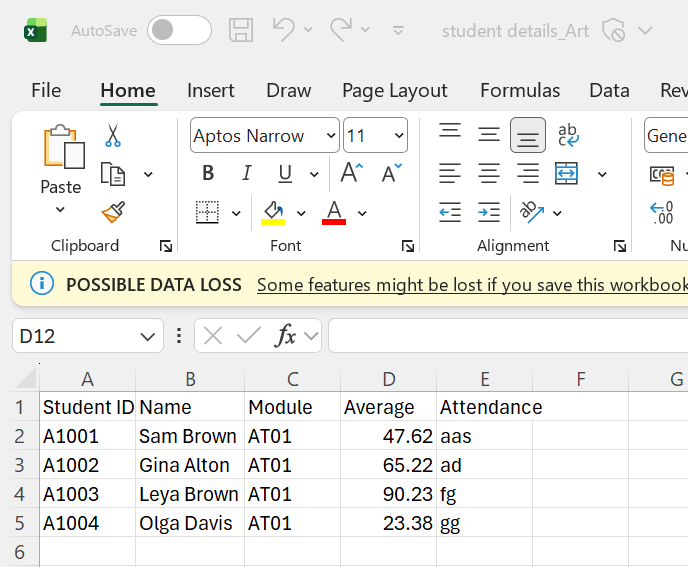 AutoSave student details_Art
File Home Insert Draw Page Layout Formulas Data Rev
Paste Aptos Narrow 11 B I U A A A ab c ab Gene .00
Clipboard Font Alignment Nu
POSSIBLE DATA LOSS Some features might be lost if you save this workbook
D12 fx
A B C D E F G
1 Student ID Name Module Average Attendance
2 A1001 Sam Brown AT01 47.62 aas
3 A1002 Gina Alton AT01 65.22 ad
4 A1003 Leya Brown AT01 90.23 fg
5 A1004 Olga Davis AT01 23.38 gg
6